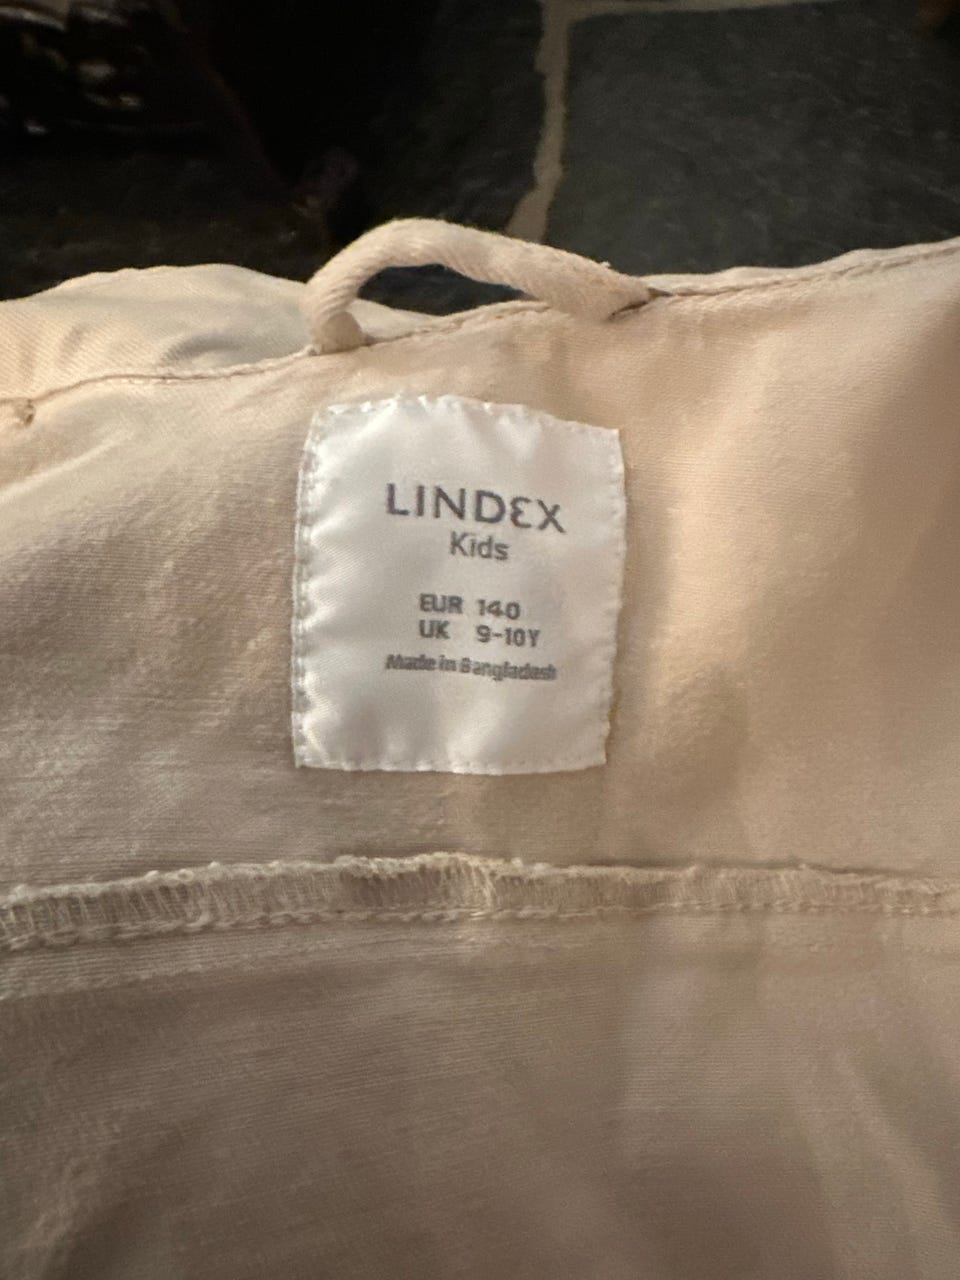 LINDEX
Kids
EUR 140
UK 9-10Y
Made in Bangladesh